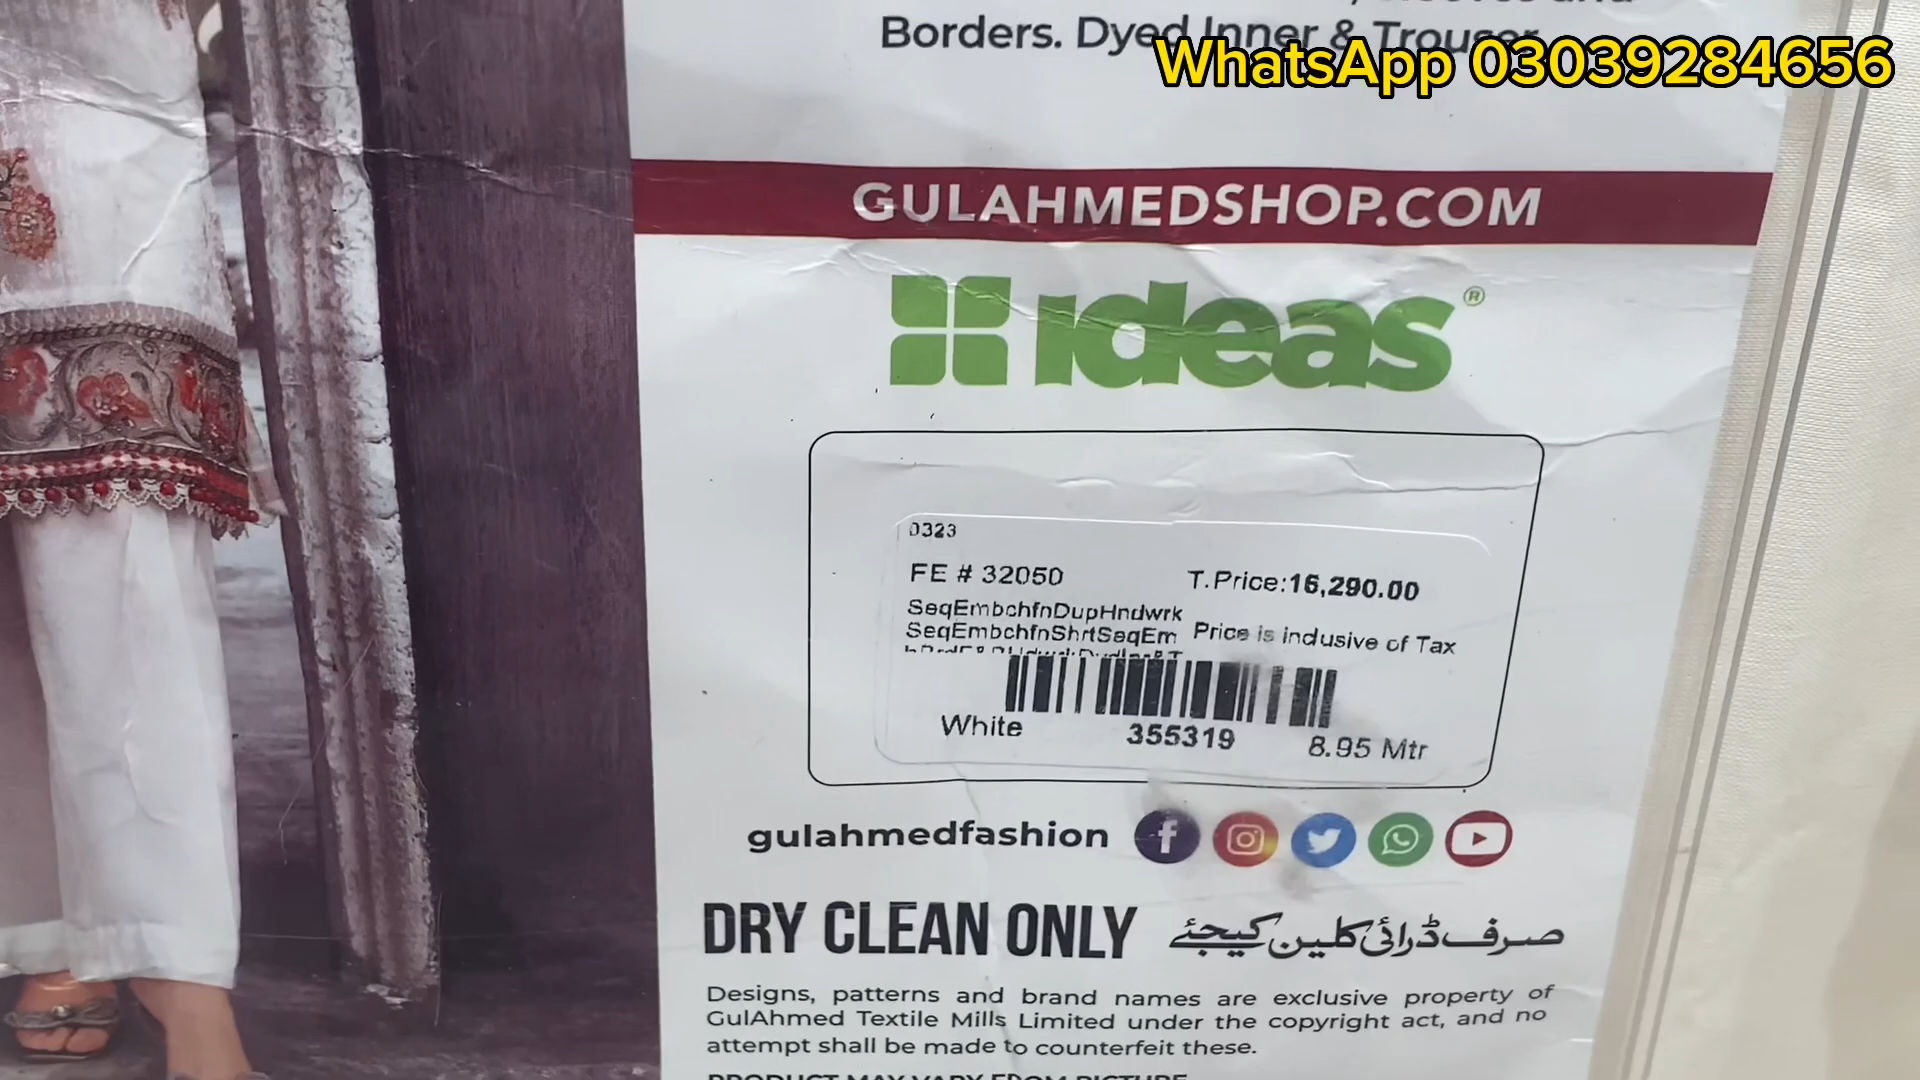 Borders. Dyed Inner & Trouser
WhatsApp 03039284656
GULAHMEDSHOP.COM
ideas®
0323
FE # 32050
T.Price:16,290.00
SeqEmbchfnDupHndwrk
SeqEmbchfnShrtSeqEm
Price is inclusive of Tax
White
355319
8.95 Mtr
gulahmedfashion
DRY CLEAN ONLY
صرف ڈرائی کلین کیجئے
Designs, patterns and brand names are exclusive property of
GulAhmed Textile Mills Limited under the copyright act, and no
attempt shall be made to counterfeit these.
PRODUCT MAY VARY FROM PICTURE